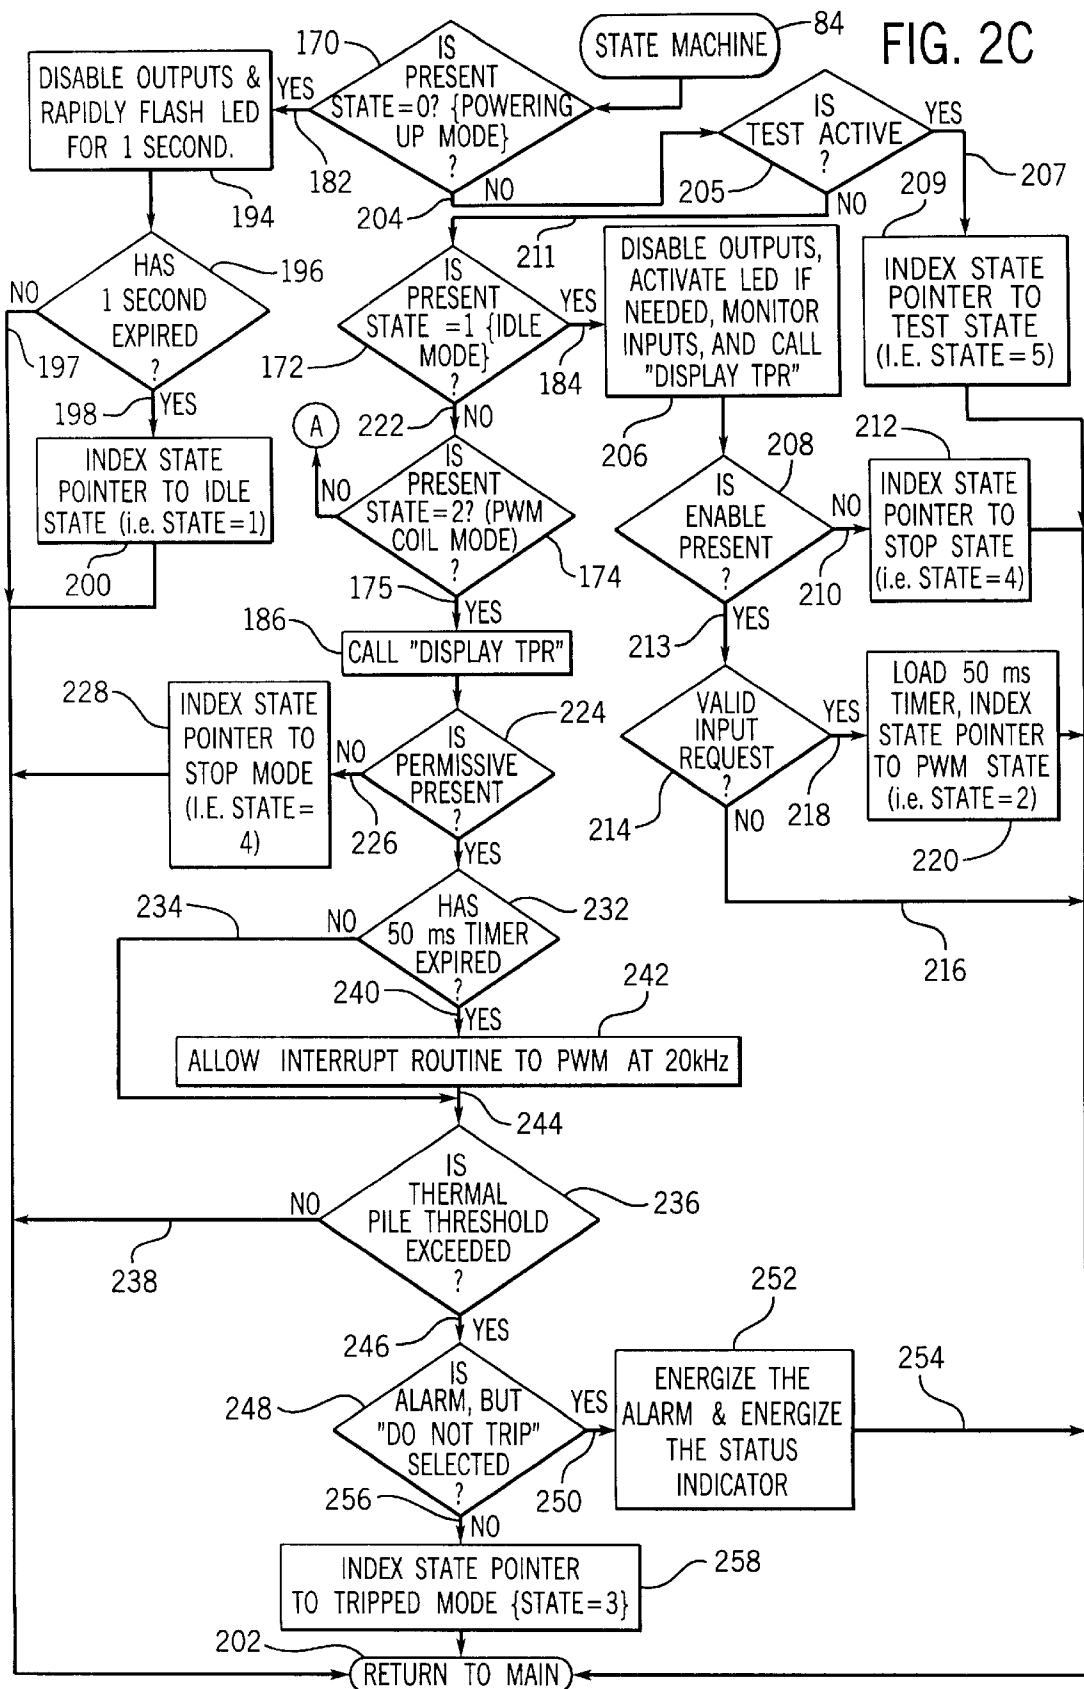 FIG. 2C
STATE MACHINE
84
170
IS
PRESENT
STATE=0? {POWERING
UP MODE}
?
YES
182
NO
204
DISABLE OUTPUTS &
RAPIDLY FLASH LED
FOR 1 SECOND.
194
IS
TEST ACTIVE
?
205
YES
207
NO
211
209
INDEX STATE
POINTER TO
TEST STATE
(I.E. STATE=5)
HAS
1 SECOND
EXPIRED
?
196
NO
197
198
YES
INDEX STATE
POINTER TO IDLE
STATE (i.e. STATE=1)
200
IS
PRESENT
STATE =1 {IDLE
MODE}
?
172
YES
184
222
NO
DISABLE OUTPUTS,
ACTIVATE LED IF
NEEDED, MONITOR
INPUTS, AND CALL
"DISPLAY TPR"
206
A
NO
IS
PRESENT
STATE=2? (PWM
COIL MODE)
?
174
175
YES
IS
ENABLE
PRESENT
?
208
NO
210
212
INDEX STATE
POINTER TO
STOP STATE
(i.e. STATE=4)
213
YES
186
CALL "DISPLAY TPR"
VALID
INPUT
REQUEST
?
214
YES
218
NO
LOAD 50 ms
TIMER, INDEX
STATE POINTER
TO PWM STATE
(i.e. STATE=2)
220
216
228
INDEX STATE
POINTER TO
STOP MODE
(I.E. STATE=
4)
IS
PERMISSIVE
PRESENT
?
224
NO
226
YES
234
NO
HAS
50 ms TIMER
EXPIRED
?
232
240
YES
242
ALLOW INTERRUPT ROUTINE TO PWM AT 20kHz
244
IS
THERMAL
PILE THRESHOLD
EXCEEDED
?
236
NO
238
246
YES
248
IS
ALARM, BUT
"DO NOT TRIP"
SELECTED
?
YES
250
252
ENERGIZE THE
ALARM & ENERGIZE
THE STATUS
INDICATOR
254
256
NO
INDEX STATE POINTER
TO TRIPPED MODE {STATE=3}
258
202
RETURN TO MAIN